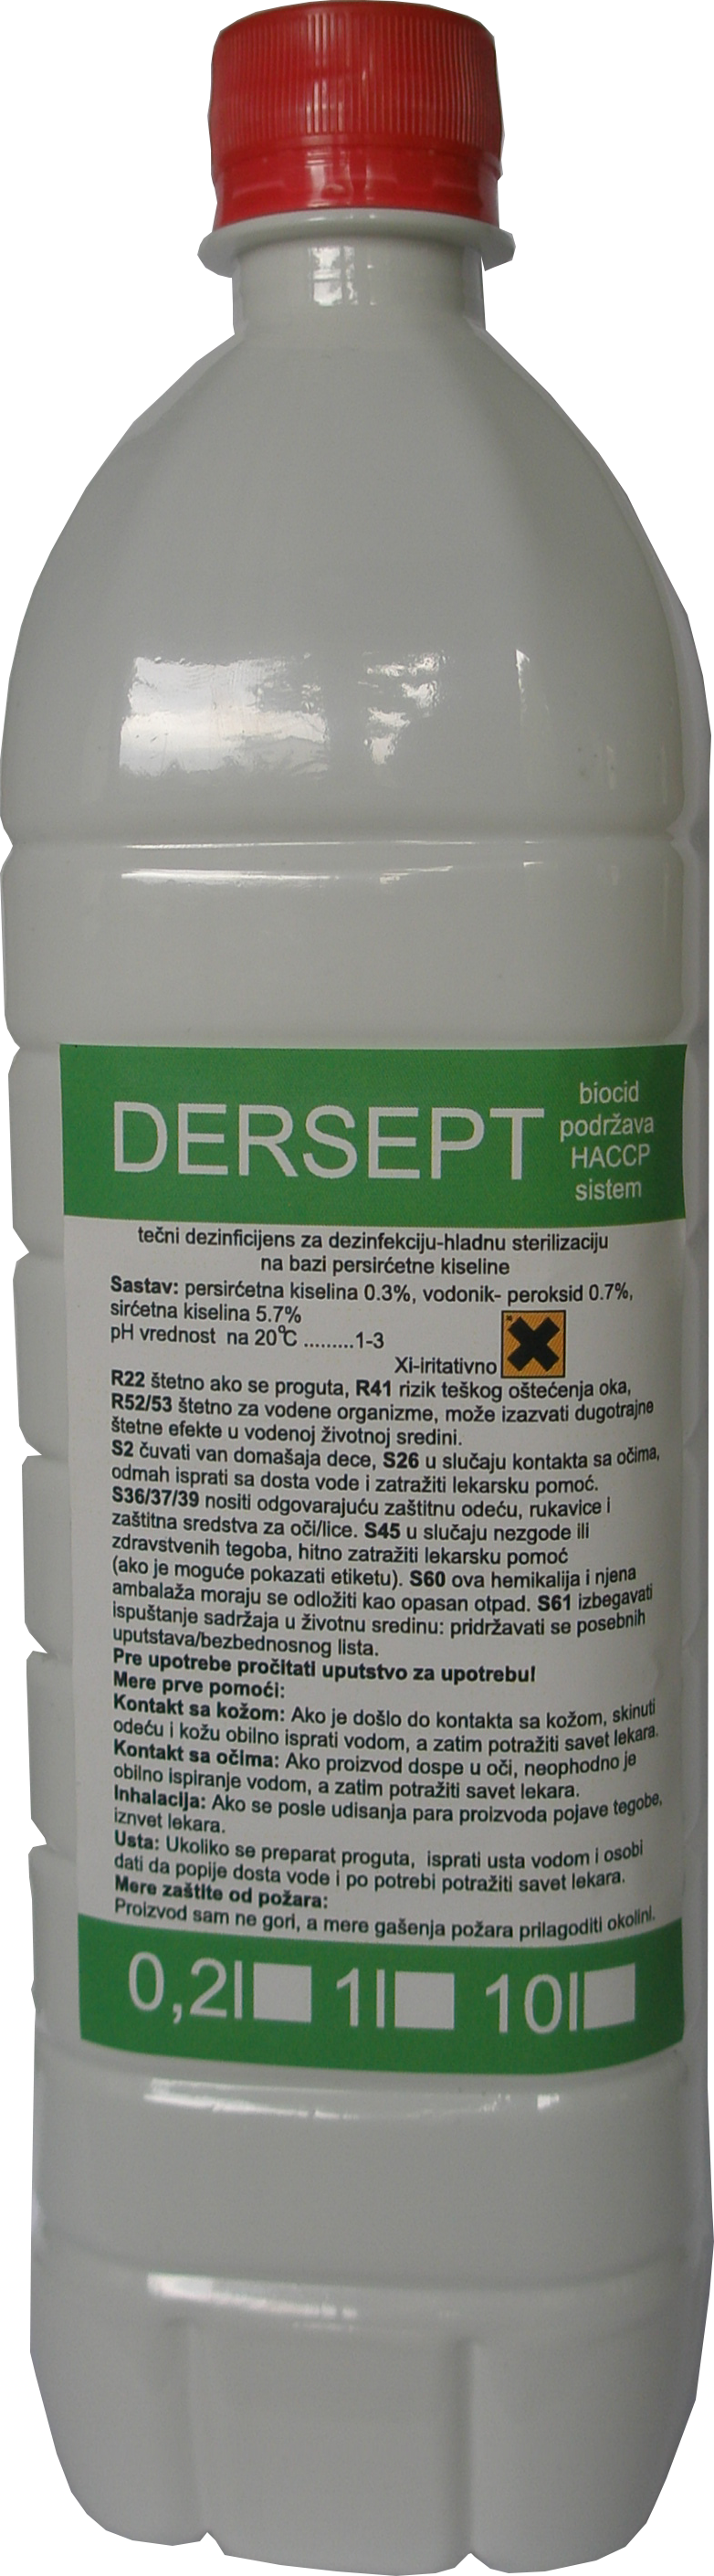 DERSEPT
biocid
podržava
HACCP
sistem
tečni dezinficijens za dezinfekciju-hladnu sterilizaciju
na bazi persirćetne kiseline
Sastav: persirćetna kiselina 0.3%, vodonik- peroksid 0.7%,
sirćetna kiselina 5.7%
pH vrednost na 20°C .........1-3
Xi-iritativno
R22 štetno ako se proguta, R41 rizik teškog oštećenja oka,
R52/53 štetno za vodene organizme, može izazvati dugotrajne
štetne efekte u vodenoj životnoj sredini.
S2 čuvati van domašaja dece, S26 u slučaju kontakta sa očima,
odmah isprati sa dosta vode i zatražiti lekarsku pomoć.
S36/37/39 nositi odgovarajuću zaštitnu odeću, rukavice i
zaštitna sredstva za oči/lice. S45 u slučaju nezgode ili
zdravstvenih tegoba, hitno zatražiti lekarsku pomoć
(ako je moguće pokazati etiketu). S60 ova hemikalija i njena
ambalaža moraju se odložiti kao opasan otpad. S61 izbegavati
ispuštanje sadržaja u životnu sredinu: pridržavati se posebnih
uputstava/bezbednosnog lista.
Pre upotrebe pročitati uputstvo za upotrebu!
Mere prve pomoći:
Kontakt sa kožom: Ako je došlo do kontakta sa kožom, skinuti
odeću i kožu obilno isprati vodom, a zatim potražiti savet lekara.
Kontakt sa očima: Ako proizvod dospe u oči, neophodno je
obilno ispiranje vodom, a zatim potražiti savet lekara.
Inhalacija: Ako se posle udisanja para proizvoda pojave tegobe,
iznvet lekara.
Usta: Ukoliko se preparat proguta, isprati usta vodom i osobi
dati da popije dosta vode i po potrebi potražiti savet lekara.
Mere zaštite od požara:
Proizvod sam ne gori, a mere gašenja požara prilagoditi okolini.
0,2l 1l 10l